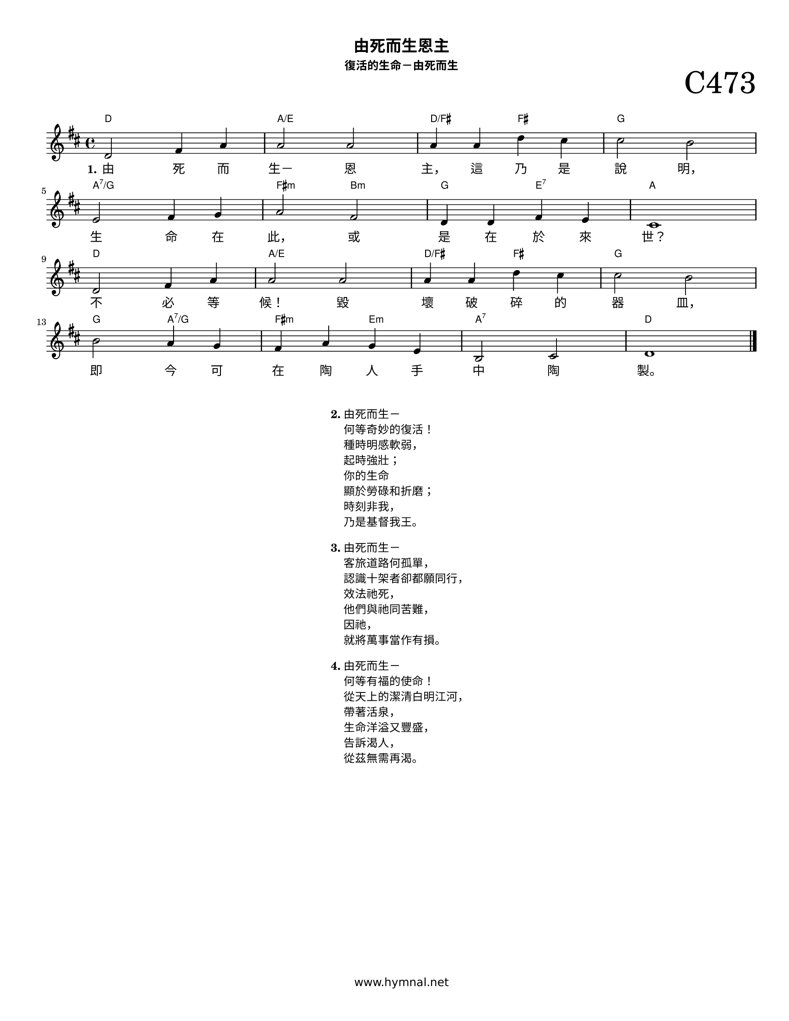 由死而生恩主
復活的生命－由死而生
C473
D A/E D/F♯ F♯ G
1. 由 死 而 生－ 恩 主， 這 乃 是 說 明，
5 A7/G F♯m Bm G E7 A
生 命 在 此， 或 是 在 於 來 世？
9 D A/E D/F♯ F♯ G
不 必 等 候！ 毀 壞 破 碎 的 器 皿，
13 G A7/G F♯m Em A7 D
即 今 可 在 陶 人 手 中 陶 製。
2. 由死而生－
何等奇妙的復活！
種時明感軟弱，
起時強壯；
你的生命
顯於勞碌和折磨；
時刻非我，
乃是基督我王。
3. 由死而生－
客旅道路何孤單，
認識十架者卻都願同行，
效法祂死，
他們與祂同苦難，
因祂，
就將萬事當作有損。
4. 由死而生－
何等有福的使命！
從天上的潔清白明江河，
帶著活泉，
生命洋溢又豐盛，
告訴渴人，
從茲無需再渴。
www.hymnal.net